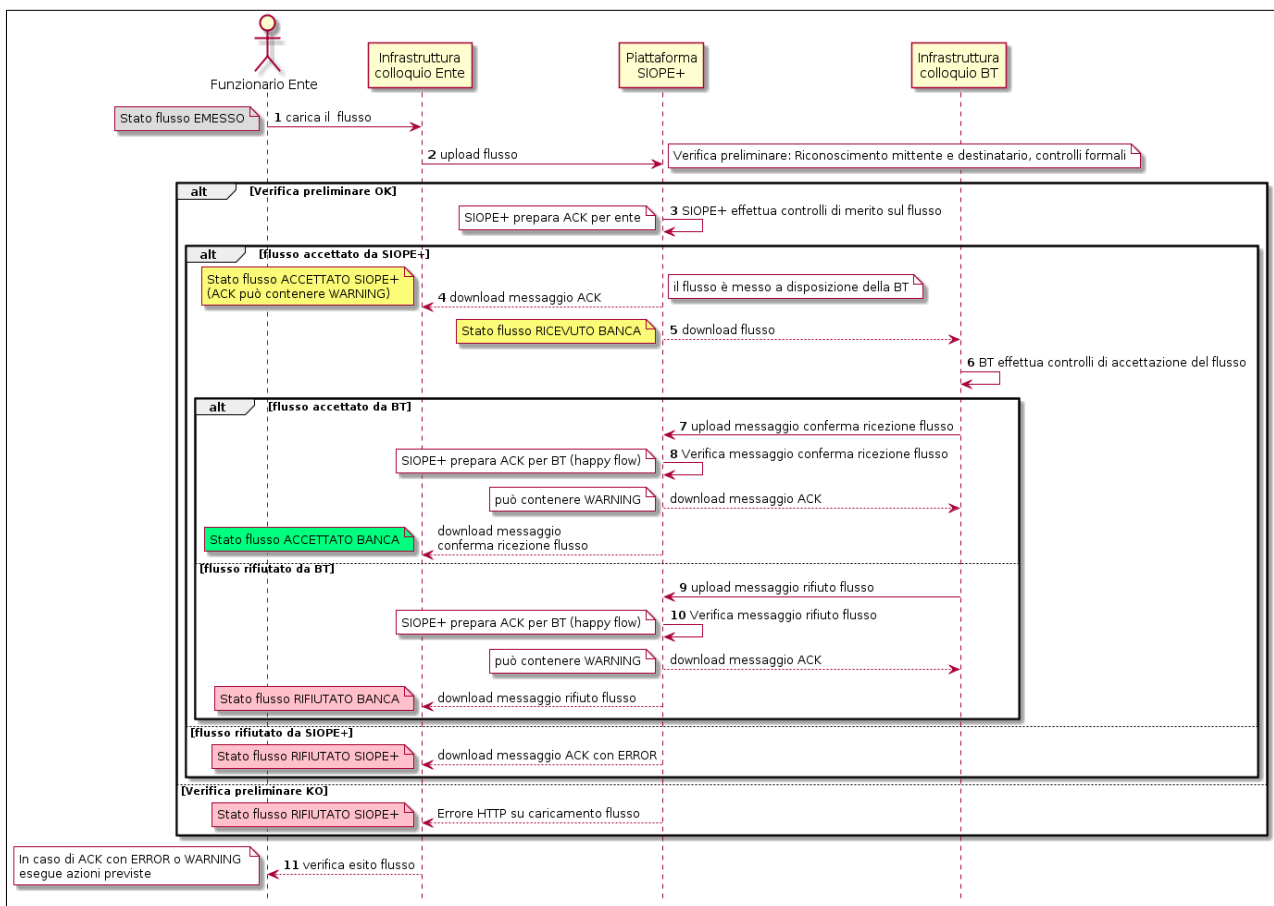 Funzionario Ente
Infrastruttura
colloquio Ente
Piattaforma
SIOPE+
Infrastruttura
colloquio BT
Stato flusso EMESSO
1 carica il flusso
2 upload flusso
Verifica preliminare: Riconoscimento mittente e destinatario, controlli formali
alt [Verifica preliminare OK]
SIOPE+ prepara ACK per ente
3 SIOPE+ effettua controlli di merito sul flusso
alt [flusso accettato da SIOPE+]
Stato flusso ACCETTATO SIOPE+
(ACK può contenere WARNING)
4 download messaggio ACK
il flusso è messo a disposizione della BT
Stato flusso RICEVUTO BANCA
5 download flusso
6 BT effettua controlli di accettazione del flusso
alt [flusso accettato da BT]
7 upload messaggio conferma ricezione flusso
SIOPE+ prepara ACK per BT (happy flow)
8 Verifica messaggio conferma ricezione flusso
può contenere WARNING
download messaggio ACK
Stato flusso ACCETTATO BANCA
download messaggio
conferma ricezione flusso
[flusso rifiutato da BT]
9 upload messaggio rifiuto flusso
SIOPE+ prepara ACK per BT (happy flow)
10 Verifica messaggio rifiuto flusso
può contenere WARNING
download messaggio ACK
Stato flusso RIFIUTATO BANCA
download messaggio rifiuto flusso
[flusso rifiutato da SIOPE+]
Stato flusso RIFIUTATO SIOPE+
download messaggio ACK con ERROR
[Verifica preliminare KO]
Stato flusso RIFIUTATO SIOPE+
Errore HTTP su caricamento flusso
In caso di ACK con ERROR o WARNING
esegue azioni previste
11 verifica esito flusso